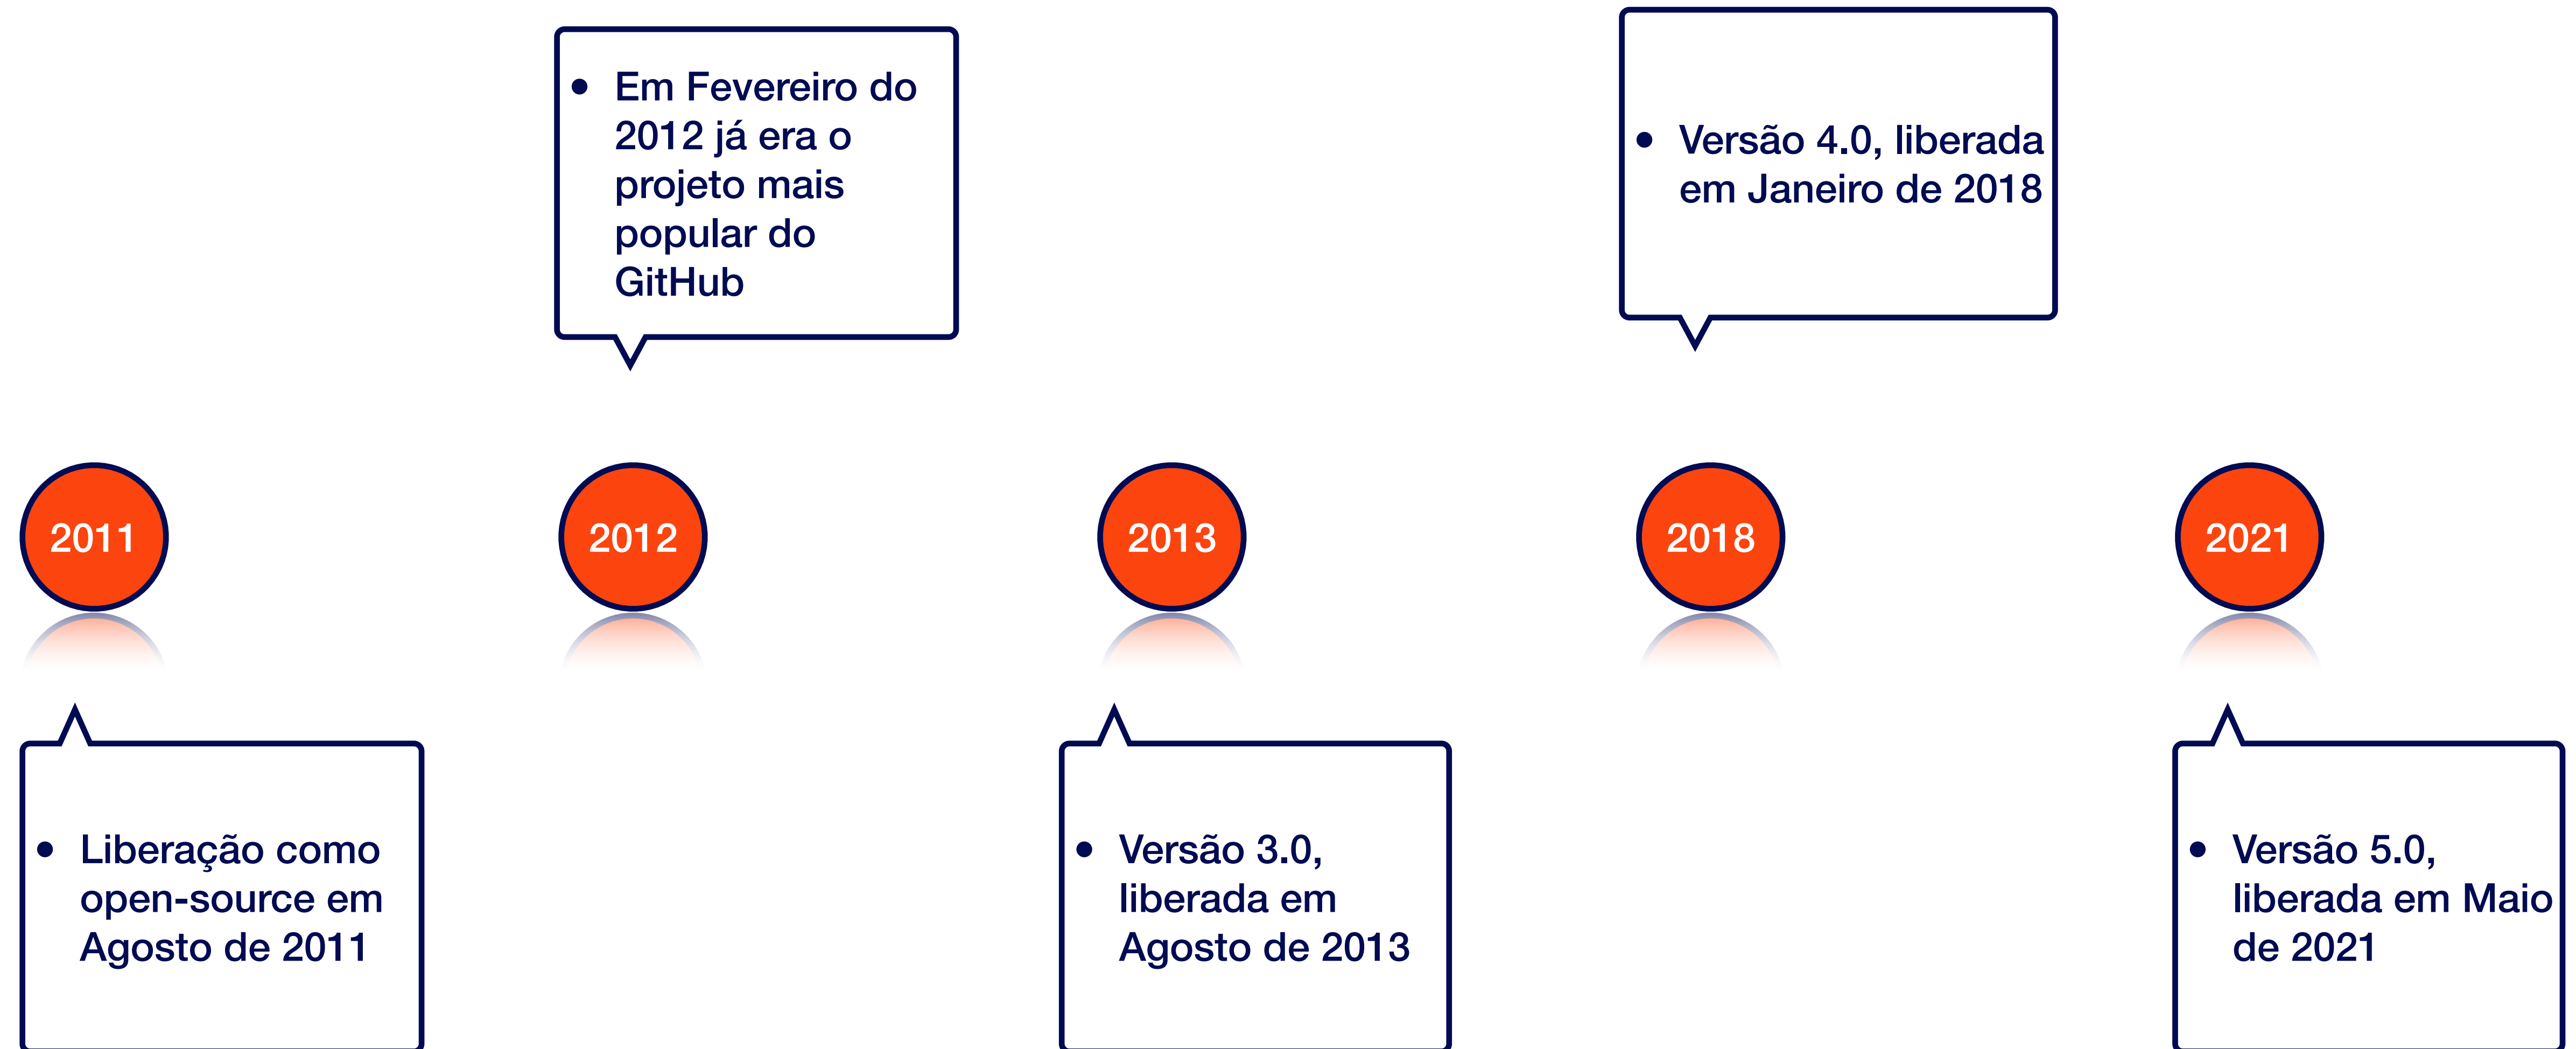 • Em Fevereiro do
2012 já era o
projeto mais
popular do
GitHub
• Versão 4.0, liberada
em Janeiro de 2018
2011
2012
2013
2018
2021
• Liberação como
open-source em
Agosto de 2011
• Versão 3.0,
liberada em
Agosto de 2013
• Versão 5.0,
liberada em Maio
de 2021